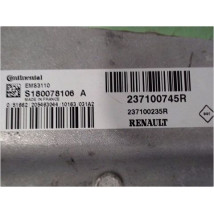 Continental
EMS3110
S180078106 A
MADE IN FRANCE
237100745R
237100235R
RENAULT